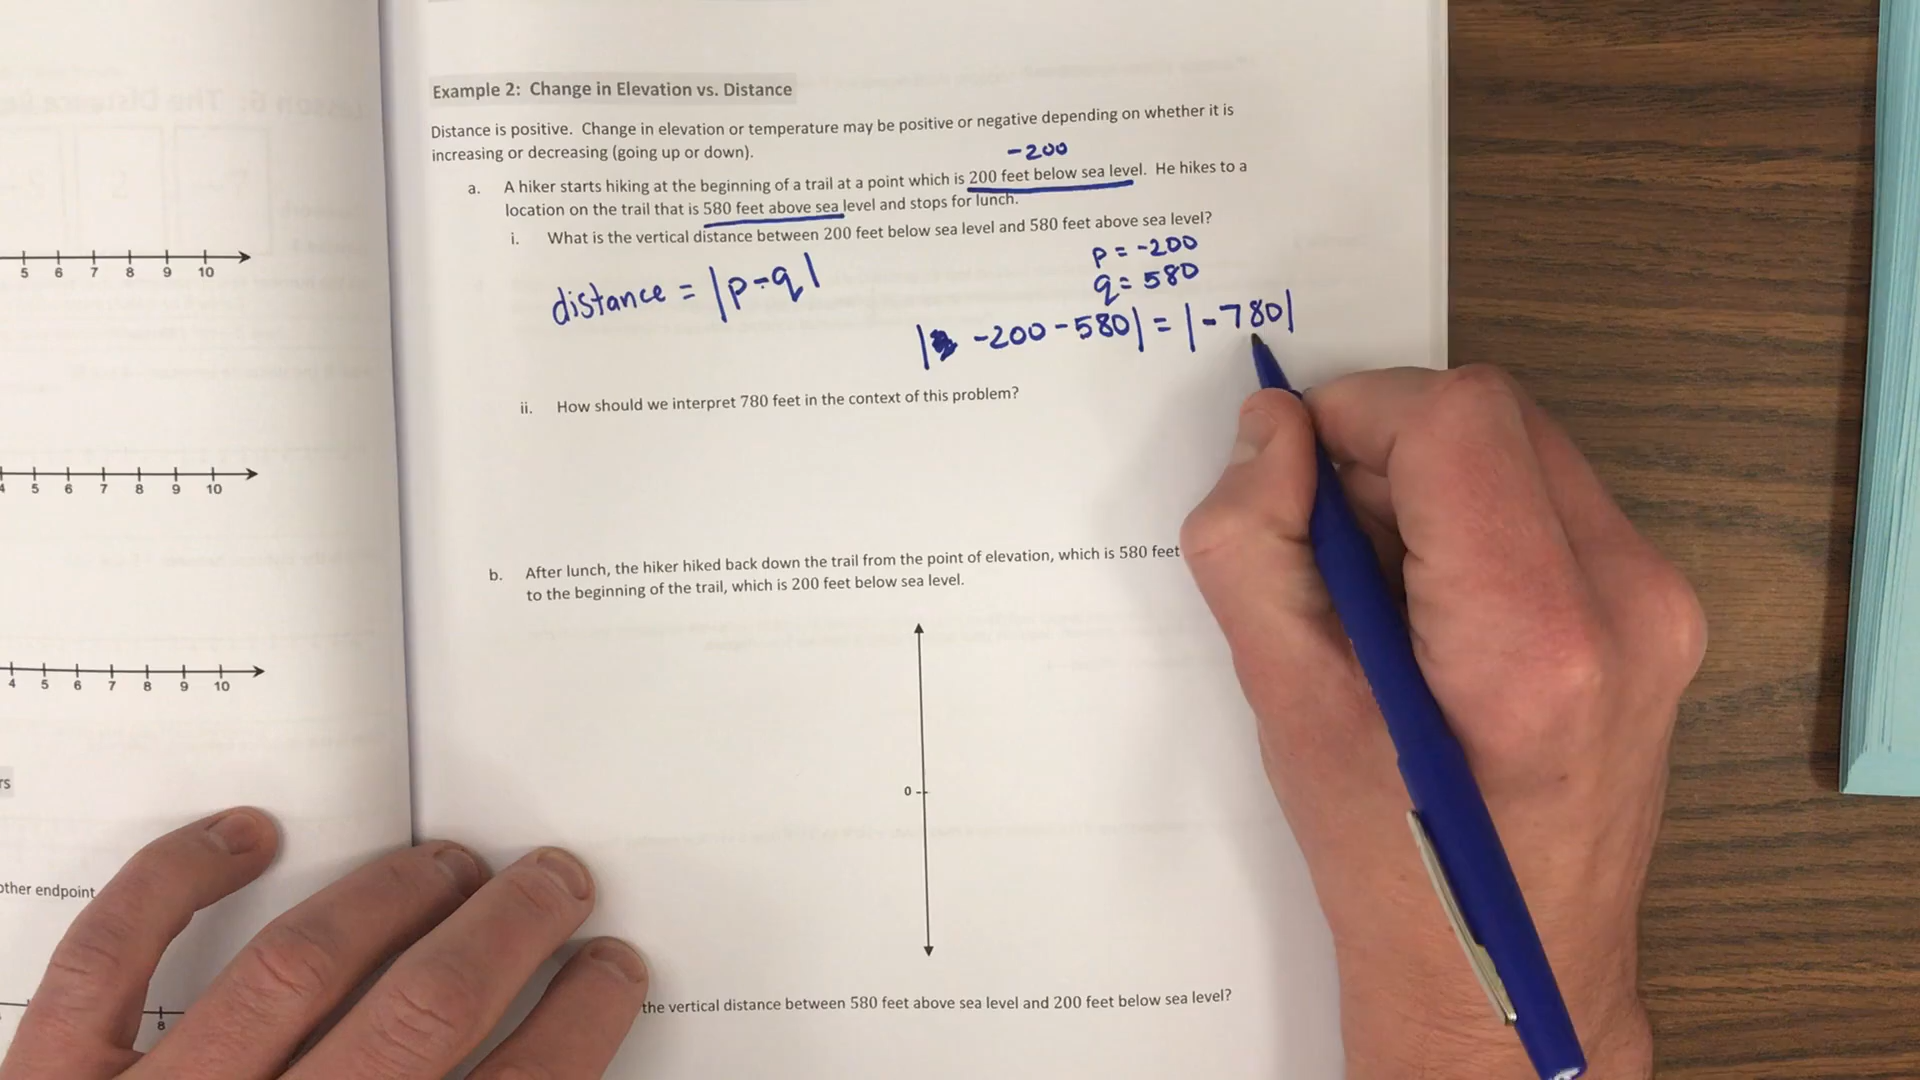 Example 2: Change in Elevation vs. Distance
Distance is positive. Change in elevation or temperature may be positive or negative depending on whether it is
increasing or decreasing (going up or down).
-200
a. A hiker starts hiking at the beginning of a trail at a point which is 200 feet below sea level. He hikes to a
location on the trail that is 580 feet above sea level and stops for lunch.
i. What is the vertical distance between 200 feet below sea level and 580 feet above sea level?
p = -200
q = 580
distance = |p-q|
| -200 - 580| = |-780|
ii. How should we interpret 780 feet in the context of this problem?
b. After lunch, the hiker hiked back down the trail from the point of elevation, which is 580 feet
to the beginning of the trail, which is 200 feet below sea level.
0
the vertical distance between 580 feet above sea level and 200 feet below sea level?
5 6 7 8 9 10
4 5 6 7 8 9 10
4 5 6 7 8 9 10
rs
other endpoint
8